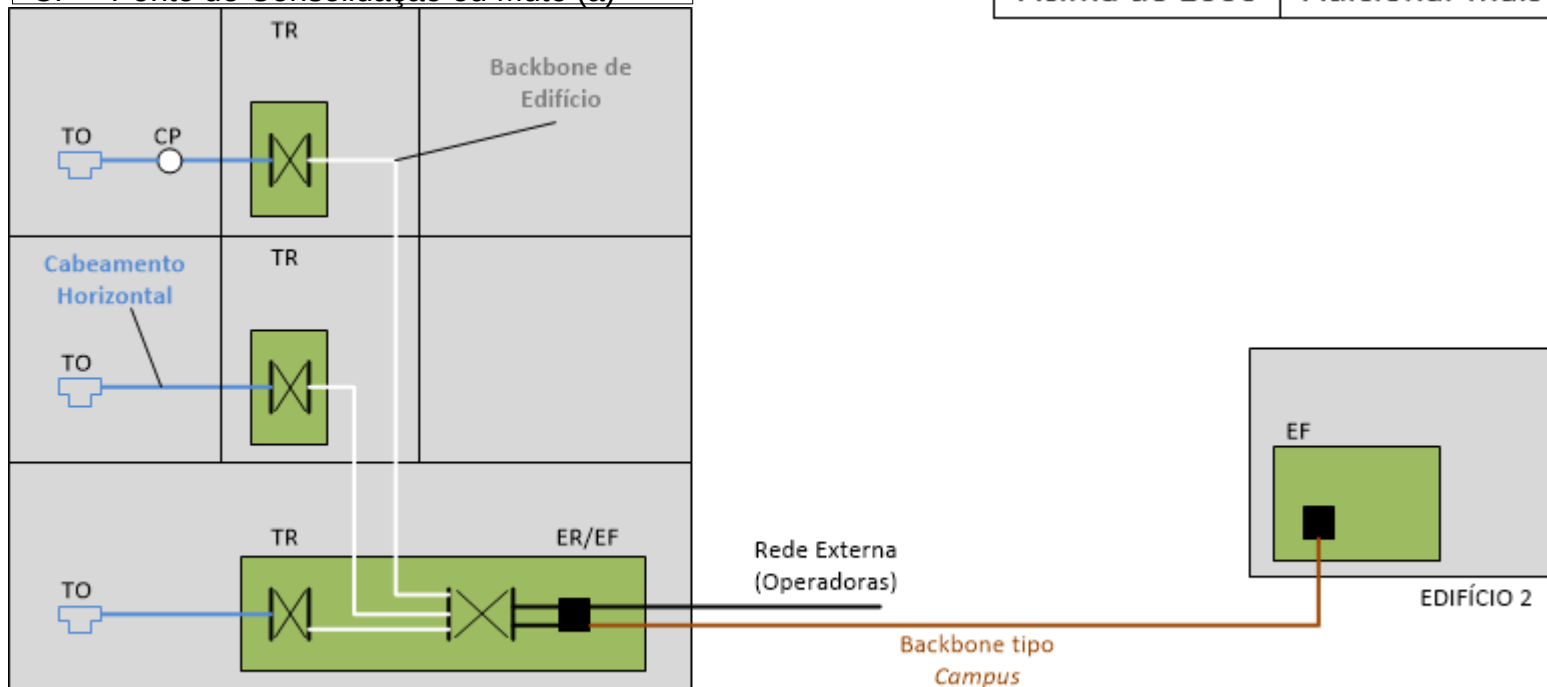 TR
Backbone de
Edifício
TO
CP
Cabeamento
Horizontal
TR
TO
TR
ER/EF
TO
Rede Externa
(Operadoras)
Backbone tipo
Campus
EF
EDIFÍCIO 2